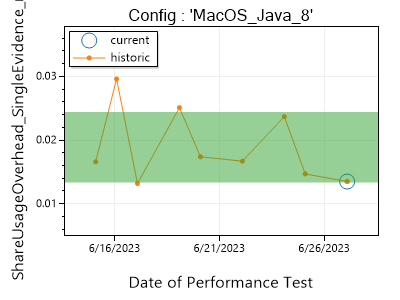 Config : 'MacOS_Java_8'
current
historic
ShareUsageOverhead_SingleEvidence_
0.03
0.02
0.01
6/16/2023
6/21/2023
6/26/2023
Date of Performance Test